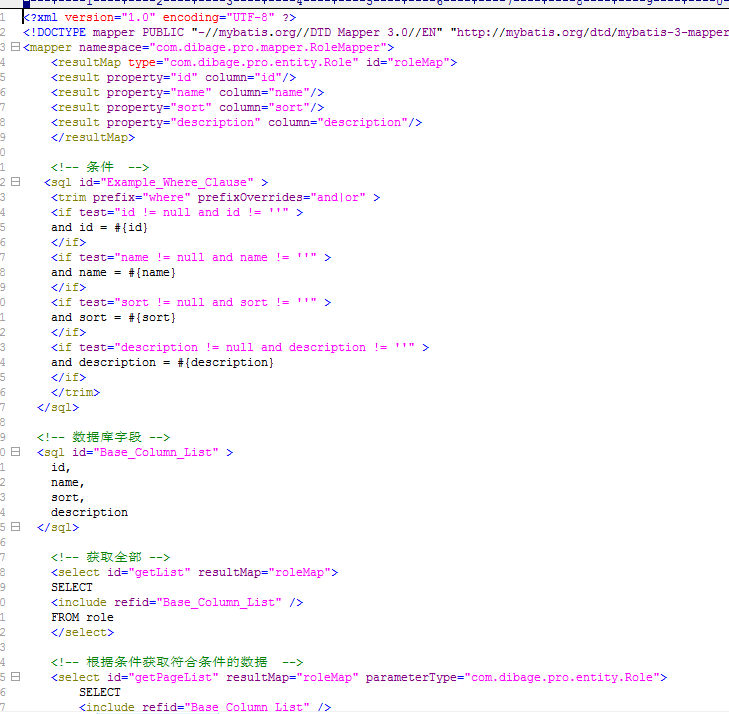 1 <?xml version="1.0" encoding="UTF-8" ?>
2 <!DOCTYPE mapper PUBLIC "-//mybatis.org//DTD Mapper 3.0//EN" "http://mybatis.org/dtd/mybatis-3-mapper
3 <mapper namespace="com.dibage.pro.mapper.RoleMapper">
4 <resultMap type="com.dibage.pro.entity.Role" id="roleMap">
5 <result property="id" column="id"/>
6 <result property="name" column="name"/>
7 <result property="sort" column="sort"/>
8 <result property="description" column="description"/>
9 </resultMap>
0
1 <!-- 条件 -->
2 <sql id="Example_Where_Clause" >
3 <trim prefix="where" prefixOverrides="and|or" >
4 <if test="id != null and id != ''" >
5 and id = #{id}
6 </if>
7 <if test="name != null and name != ''" >
8 and name = #{name}
9 </if>
0 <if test="sort != null and sort != ''" >
1 and sort = #{sort}
2 </if>
3 <if test="description != null and description != ''" >
4 and description = #{description}
5 </if>
6 </trim>
7 </sql>
8
9 <!-- 数据库字段 -->
0 <sql id="Base_Column_List" >
1 id,
2 name,
3 sort,
4 description
5 </sql>
6
7 <!-- 获取全部 -->
8 <select id="getList" resultMap="roleMap">
9 SELECT
0 <include refid="Base_Column_List" />
1 FROM role
2 </select>
3
4 <!-- 根据条件获取符合条件的数据 -->
5 <select id="getPageList" resultMap="roleMap" parameterType="com.dibage.pro.entity.Role">
6 SELECT
7 <include refid="Base_Column_List" />